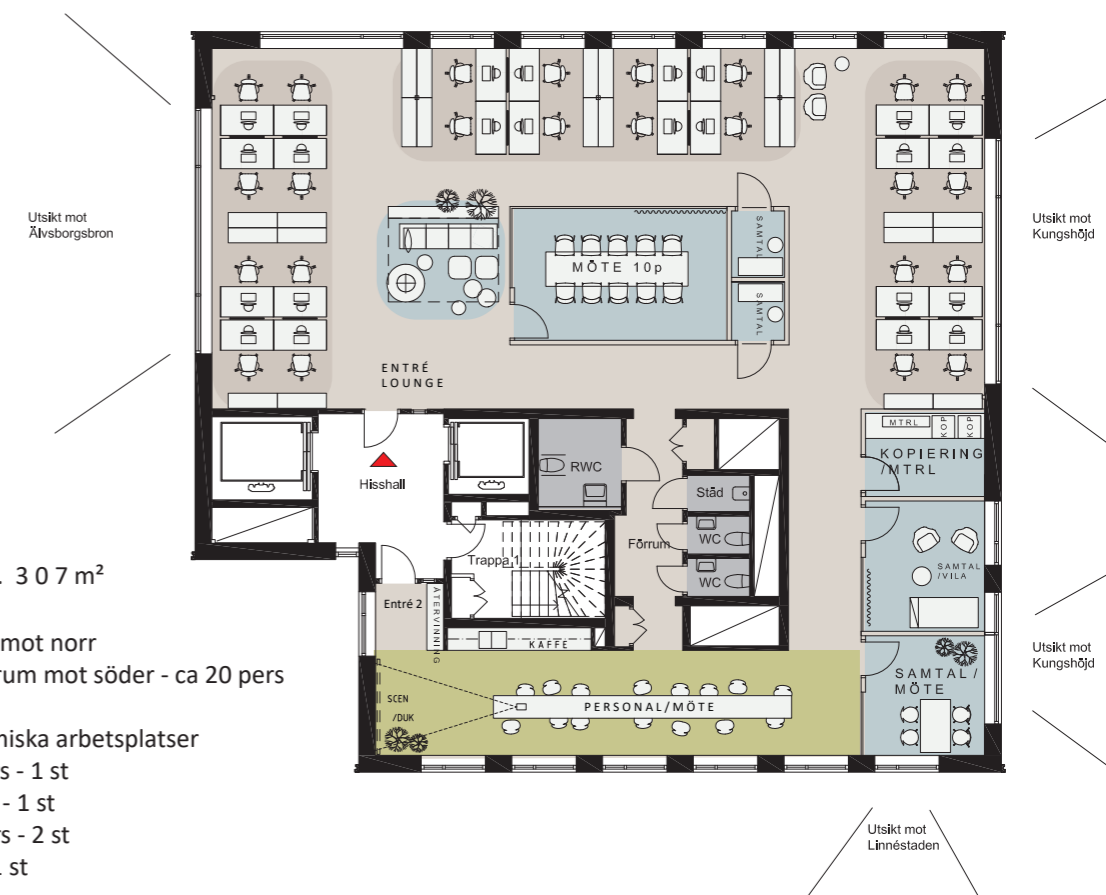 Utsikt mot
Älvsborgsbron
Utsikt mot
Kungshöjd
SAMTAL
MÖTE 10p
SAMTAL
ENTRÉ
LOUNGE
MTRL
KOP
KOP
KOPIERING
/MTRL
RWC
Hisshall
Städ
Förrum
WC
WC
Trappa 1
SAMTAL
/VILA
Entré 2
ÅTERVINNING
KAFFE
. 3 0 7 m²
mot norr
rum mot söder - ca 20 pers
miska arbetsplatser
s - 1 st
- 1 st
rs - 2 st
st
SCEN
/DUK
PERSONAL/MÖTE
SAMTAL /
MÖTE
Utsikt mot
Kungshöjd
Utsikt mot
Linnéstaden